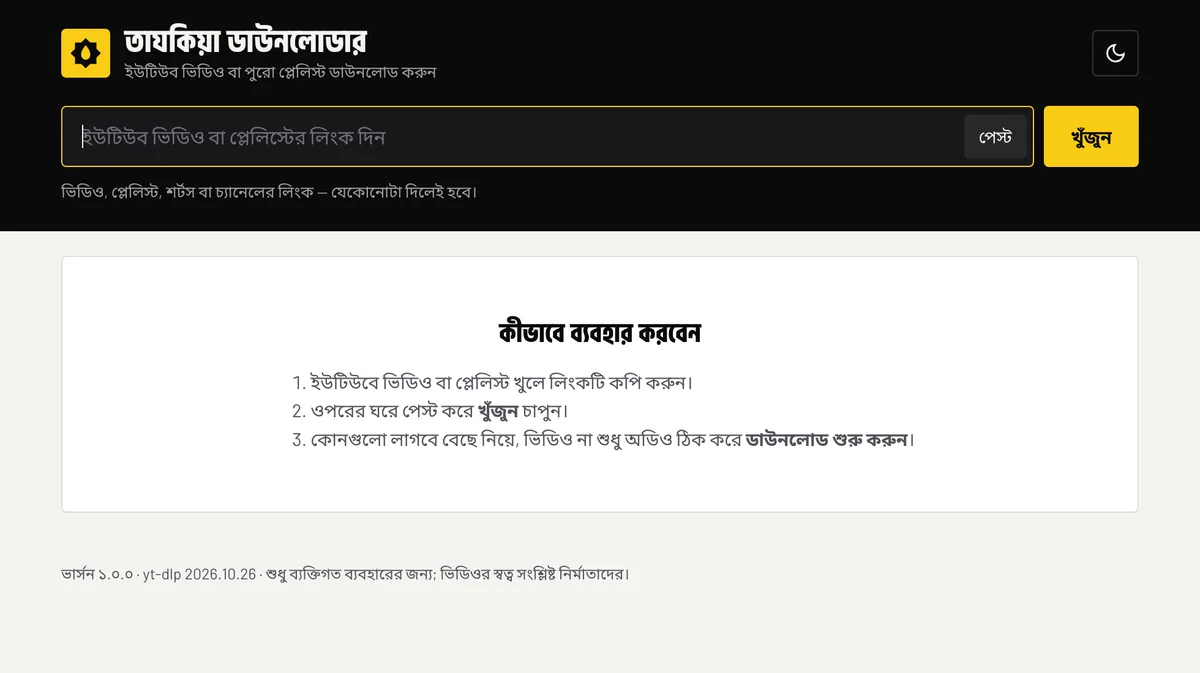 তাযকিয়া ডাউনলোডার
ইউটিউব ভিডিও বা পুরো প্লেলিস্ট ডাউনলোড করুন
ইউটিউব ভিডিও বা প্লেলিস্টের লিংক দিন
পেস্ট
খুঁজুন
ভিডিও, প্লেলিস্ট, শর্টস বা চ্যানেলের লিংক – যেকোনোটা দিলেই হবে।
কীভাবে ব্যবহার করবেন
1. ইউটিউবে ভিডিও বা প্লেলিস্ট খুলে লিংকটি কপি করুন।
2. ওপরের ঘরে পেস্ট করে খুঁজুন চাপুন।
3. কোনগুলো লাগবে বেছে নিয়ে, ভিডিও না শুধু অডিও ঠিক করে ডাউনলোড শুরু করুন।
ভার্সন ১.০.০ · yt-dlp 2026.10.26 · শুধু ব্যক্তিগত ব্যবহারের জন্য; ভিডিওর স্বত্ব সংশ্লিষ্ট নির্মাতাদের।